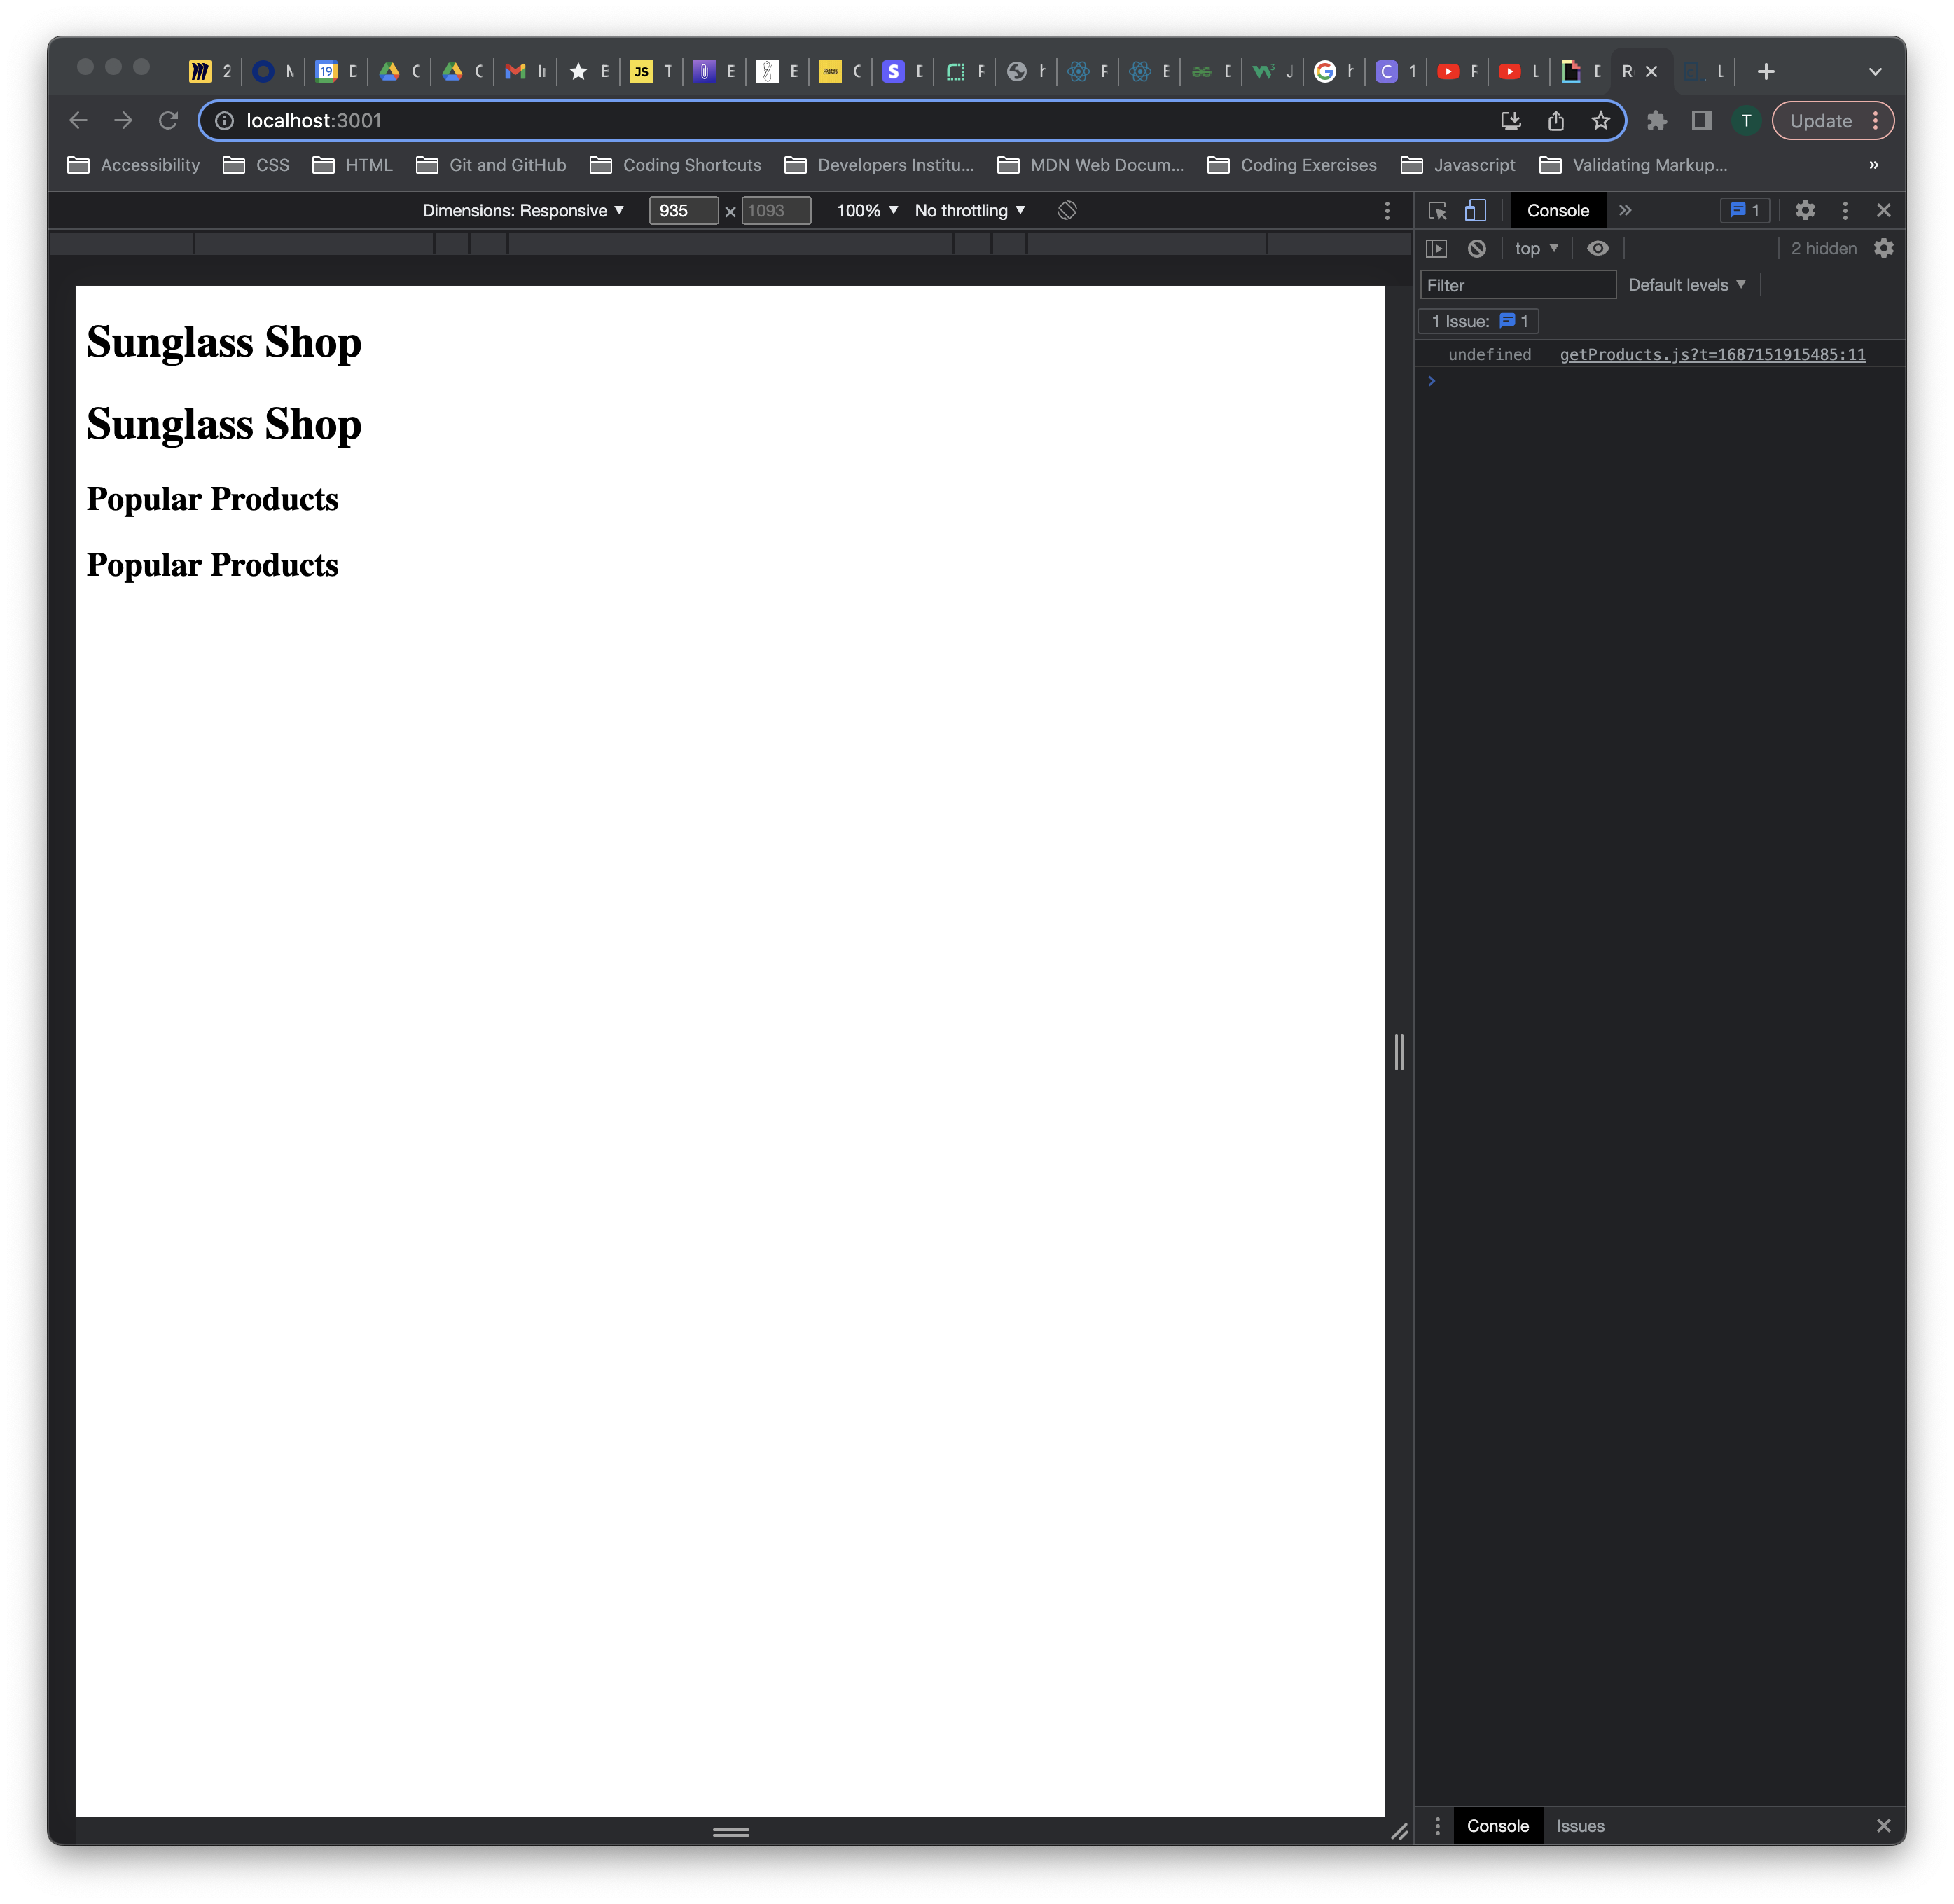 2 M 19 D C C JS T E E C S D F R E D J C 1 F L D R L
localhost:3001 T Update
Accessibility CSS HTML Git and GitHub Coding Shortcuts Developers Institu... MDN Web Docum... Coding Exercises Javascript Validating Markup... »
Dimensions: Responsive 935 × 1093 100% No throttling
Console » 1
top 2 hidden
Filter Default levels
1 Issue: 1
undefined getProducts.js?t=1687151915485:11
Sunglass Shop
Sunglass Shop
Popular Products
Popular Products
Console Issues